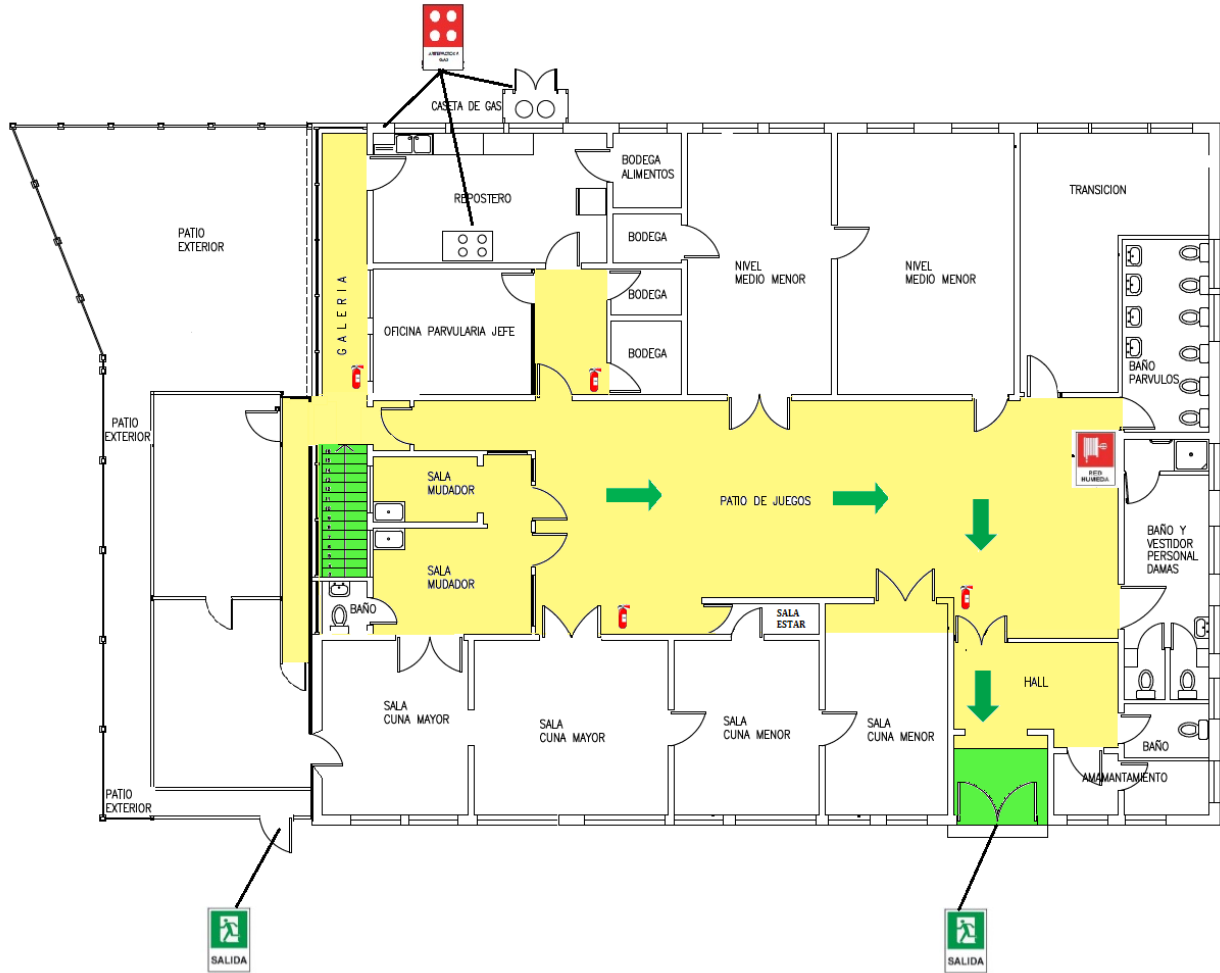 ARTEFACTOS A
GAS
CASETA DE GAS
BODEGA
ALIMENTOS
REPOSTERO
TRANSICION
PATIO
EXTERIOR
BODEGA
NIVEL
MEDIO MENOR
NIVEL
MEDIO MENOR
GALERIA
BODEGA
OFICINA PARVULARIA JEFE
BODEGA
BAÑO
PARVULOS
PATIO
EXTERIOR
RED
HUMEDA
SALA
MUDADOR
PATIO DE JUEGOS
BAÑO Y
VESTIDOR
PERSONAL
DAMAS
SALA
MUDADOR
BAÑO
SALA
ESTAR
HALL
SALA
CUNA MAYOR
SALA
CUNA MAYOR
SALA
CUNA MENOR
SALA
CUNA MENOR
BAÑO
AMAMANTAMIENTO
PATIO
EXTERIOR
SALIDA
SALIDA